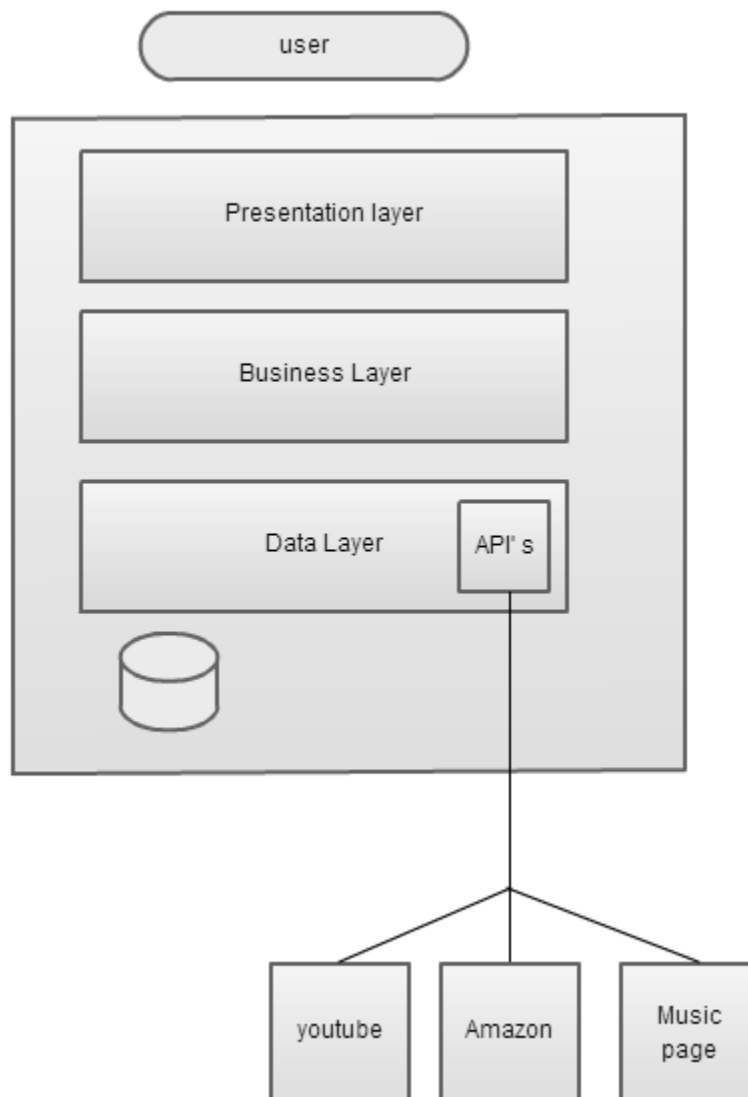 user
Presentation layer
Business Layer
Data Layer
API' s
youtube
Amazon
Music
page